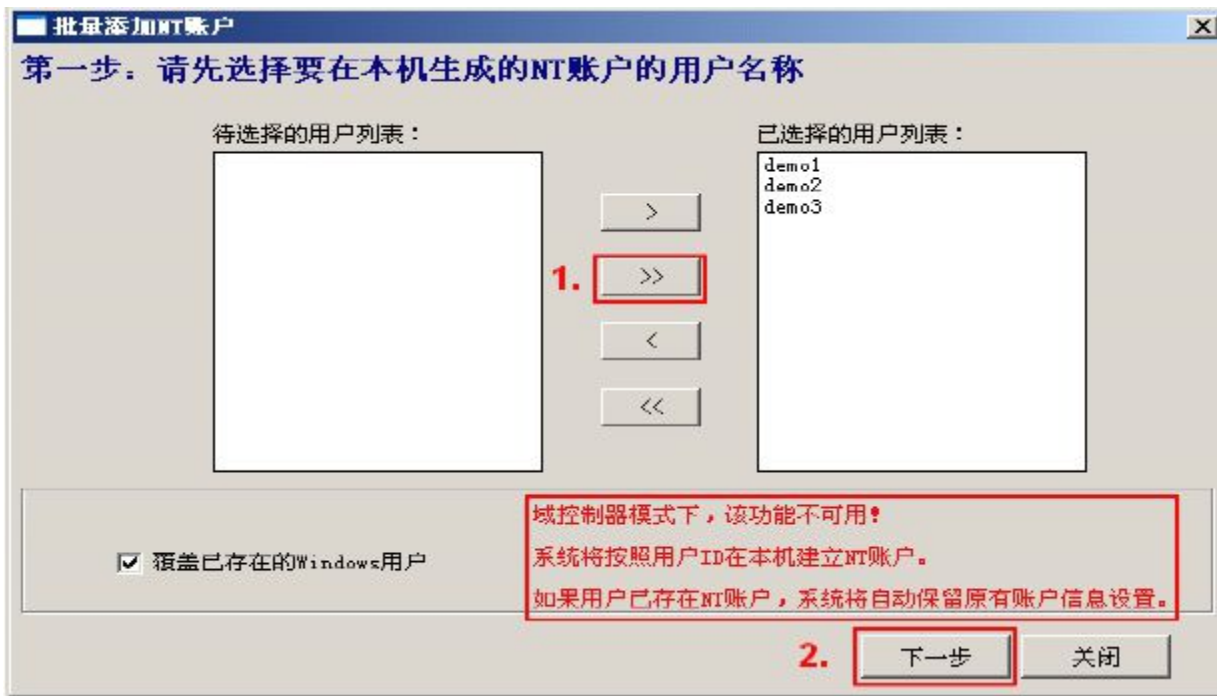 批量添加NT账户
第一步：请先选择要在本机生成的NT账户的用户名称
待选择的用户列表：
已选择的用户列表：
demo1
demo2
demo3
>
1.
>>
<
<<
域控制器模式下，该功能不可用！
覆盖已存在的Windows用户
系统将按照用户ID在本机建立NT账户。
如果用户已存在NT账户，系统将自动保留原有账户信息设置。
2.
下一步
关闭